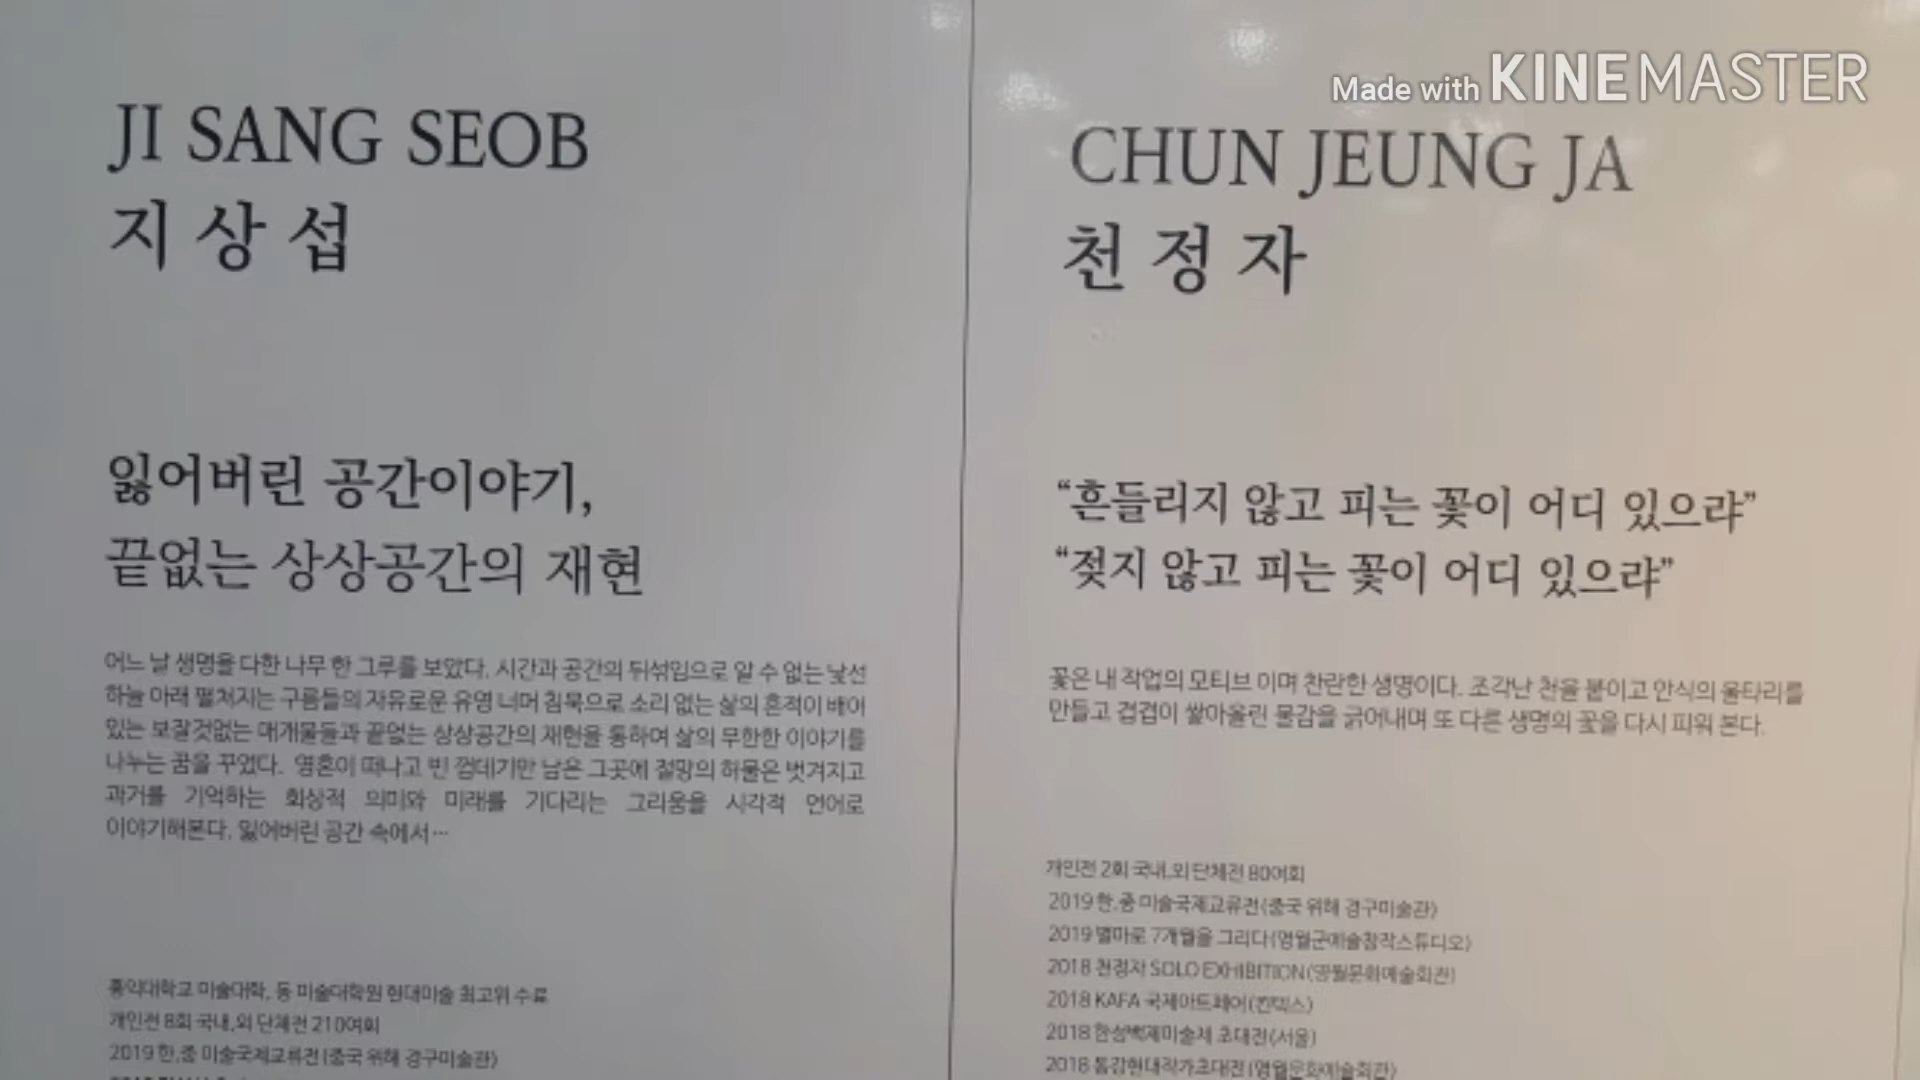 Made with KINEMASTER
JI SANG SEOB
지 상 섭
잃어버린 공간이야기,
끝없는 상상공간의 재현
어느 날 생명을 다한 나무 한 그루를 보았다. 시간과 공간의 뒤섞임으로 알 수 없는 낯선
하늘 아래 펼쳐지는 구름들의 자유로운 유영 너머 침묵으로 소리 없는 삶의 흔적이 배어
있는 보잘것없는 매개물들과 끝없는 상상공간의 재현을 통하여 삶의 무한한 이야기를
나누는 꿈을 꾸었다. 영혼이 떠나고 빈 껍데기만 남은 그곳에 절망의 허물은 벗겨지고
과거를 기억하는 회상적 의미와 미래를 기다리는 그리움을 시각적 언어로
이야기해본다. 잃어버린 공간 속에서…
홍익대학교 미술대학, 동 미술대학원 현대미술 최고위 수료
개인전 8회 국내,외 단체전 210여회
2019 한.중 미술국제교류전(중국 위해 경구미술관)
CHUN JEUNG JA
천 정 자
“흔들리지 않고 피는 꽃이 어디 있으랴”
“젖지 않고 피는 꽃이 어디 있으랴”
꽃은 내 작업의 모티브 이며 찬란한 생명이다. 조각난 천을 붙이고 안식의 울타리를
만들고 겹겹이 쌓아올린 물감을 긁어내며 또 다른 생명의 꽃을 다시 피워 본다.
개인전 2회 국내,외 단체전 80여회
2019 한.중 미술국제교류전(중국 위해 경구미술관)
2019 별마로 7개월을 그리다(영월군예술창작스튜디오)
2018 천정자 SOLO EXHIBITION(영월문화예술회관)
2018 KAFA 국제아트페어(킨텍스)
2018 한성백제미술제 초대전(서울)
2018 동강현대작가초대전(영월문화예술회관)